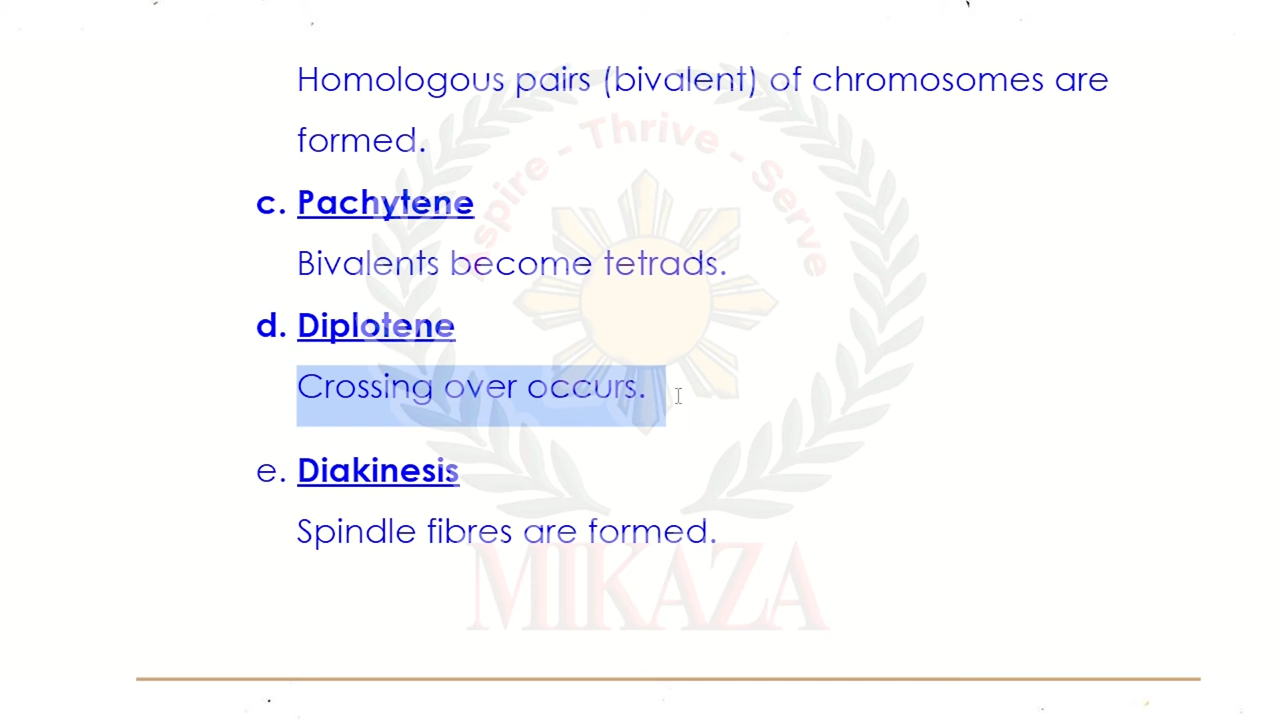 Homologous pairs (bivalent) of chromosomes are
formed.
Aspire - Thrive - Serve
c. Pachytene
Bivalents become tetrads.
d. Diplotene
Crossing over occurs.
e. Diakinesis
Spindle fibres are formed.
MIKAZA